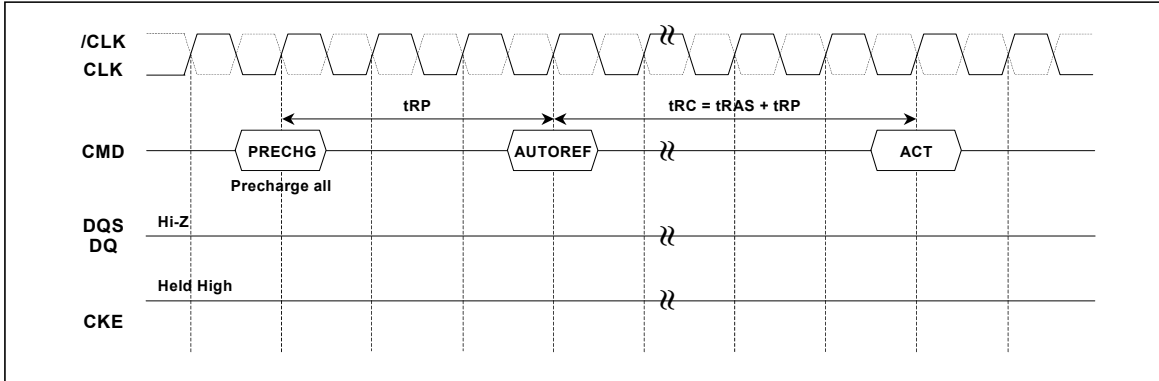 /CLK
CLK
tRP
tRC = tRAS + tRP
CMD
PRECHG
AUTOREF
ACT
Precharge all
DQS
DQ
Hi-Z
Held High
CKE